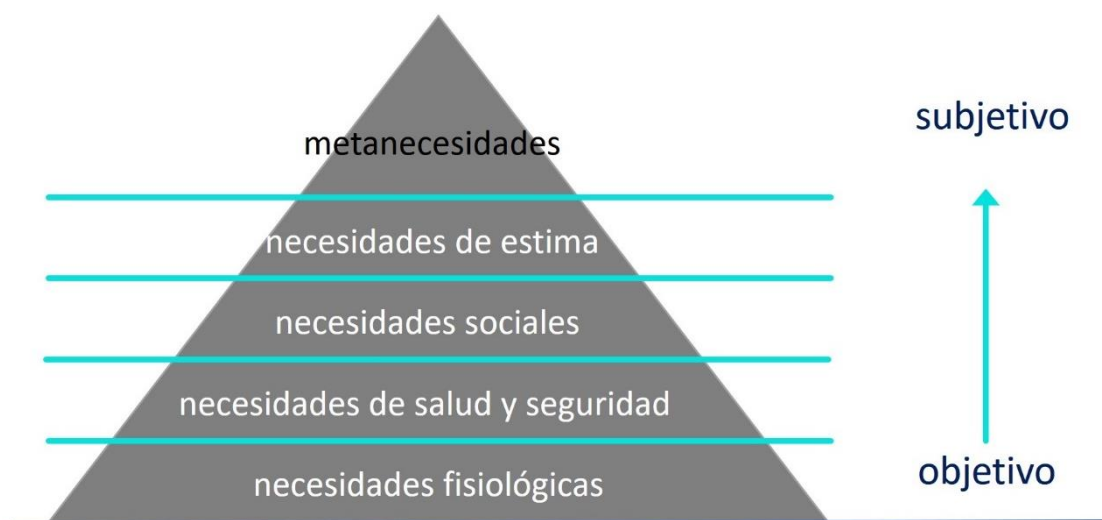 metanecesidades
necesidades de estima
necesidades sociales
necesidades de salud y seguridad
necesidades fisiológicas
subjetivo
objetivo